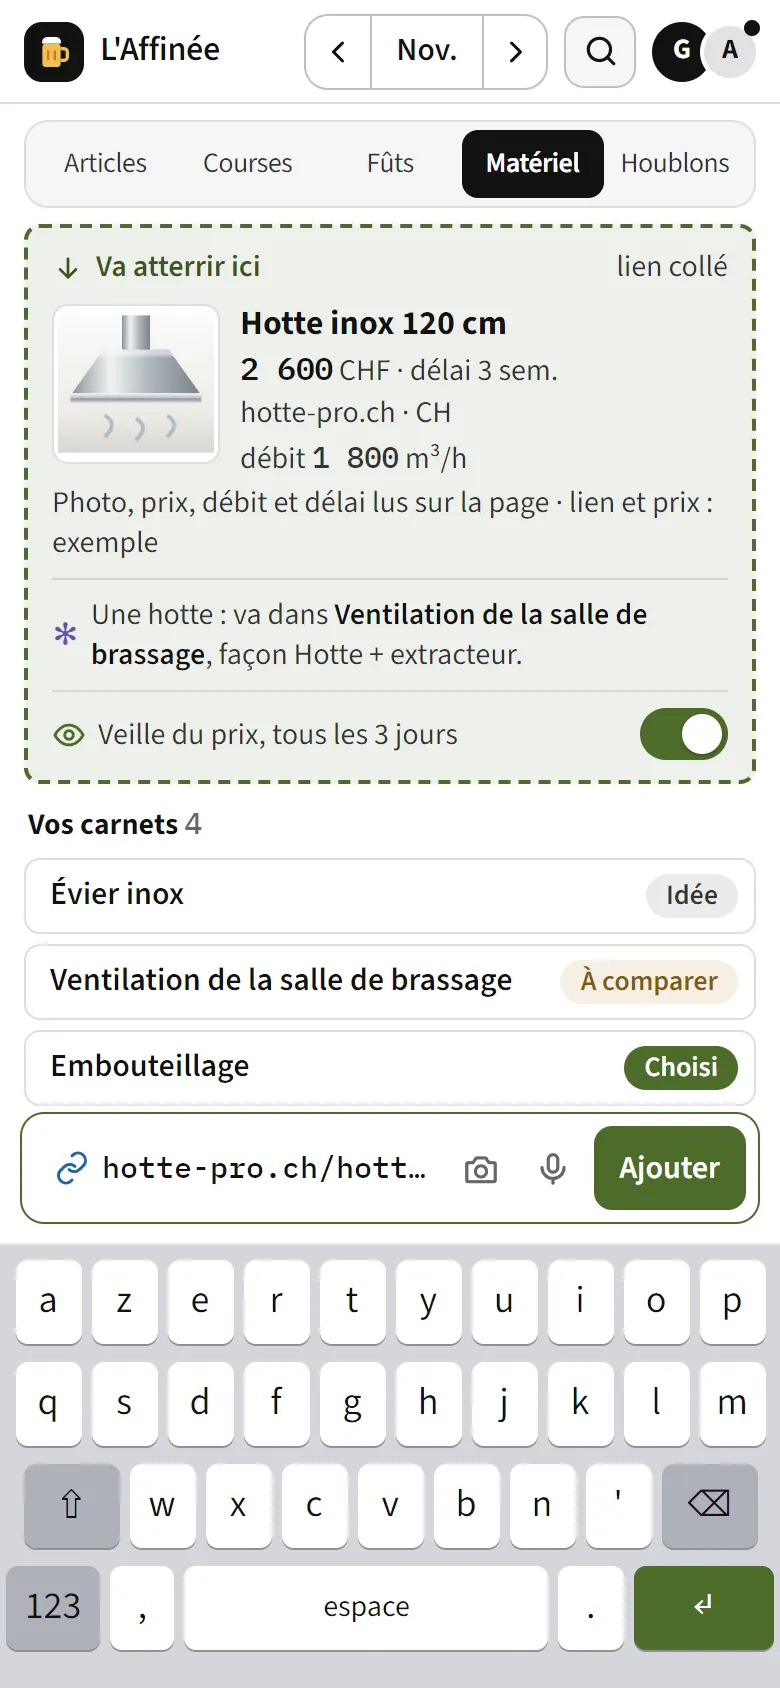 L'Affinée
Nov.
G
A
Articles
Courses
Fûts
Matériel
Houblons
Va atterrir ici
lien collé
Hotte inox 120 cm
2 600 CHF · délai 3 sem.
hotte-pro.ch · CH
débit 1 800 m³/h
Photo, prix, débit et délai lus sur la page · lien et prix :
exemple
Une hotte : va dans Ventilation de la salle de
brassage, façon Hotte + extracteur.
Veille du prix, tous les 3 jours
Vos carnets 4
Évier inox
Idée
Ventilation de la salle de brassage
À comparer
Embouteillage
Choisi
hotte-pro.ch/hott…
Ajouter
a z e r t y u i o p
q s d f g h j k l m
⇧ w x c v b n ' ⌫
123 , espace . ↵